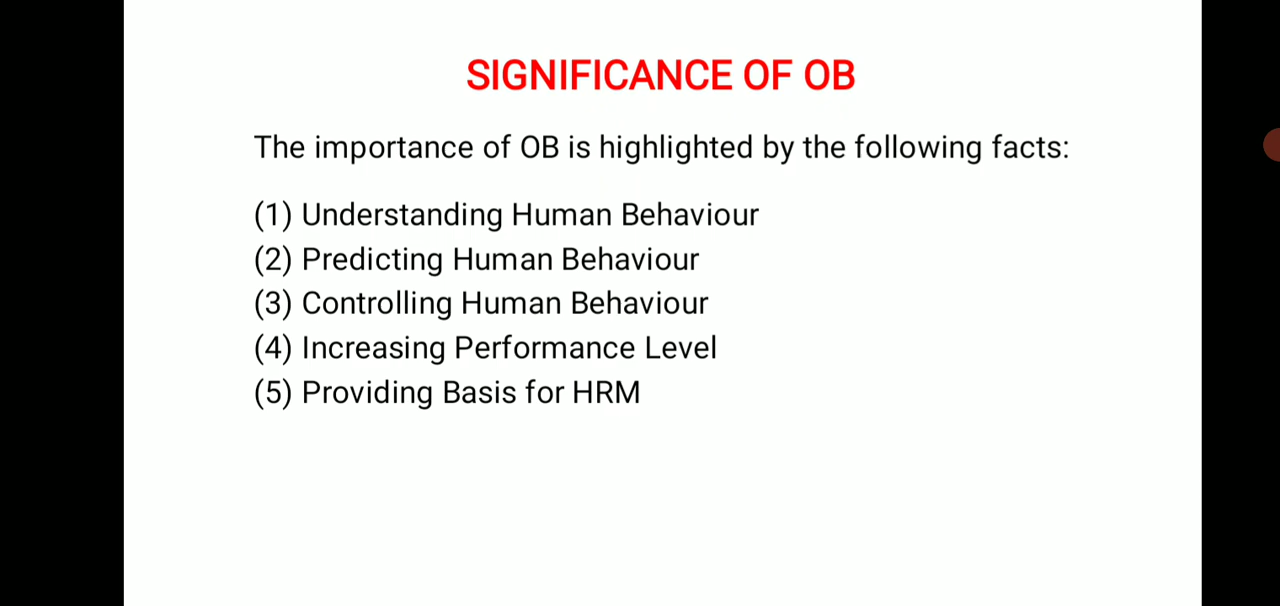 SIGNIFICANCE OF OB
The importance of OB is highlighted by the following facts:
(1) Understanding Human Behaviour
(2) Predicting Human Behaviour
(3) Controlling Human Behaviour
(4) Increasing Performance Level
(5) Providing Basis for HRM